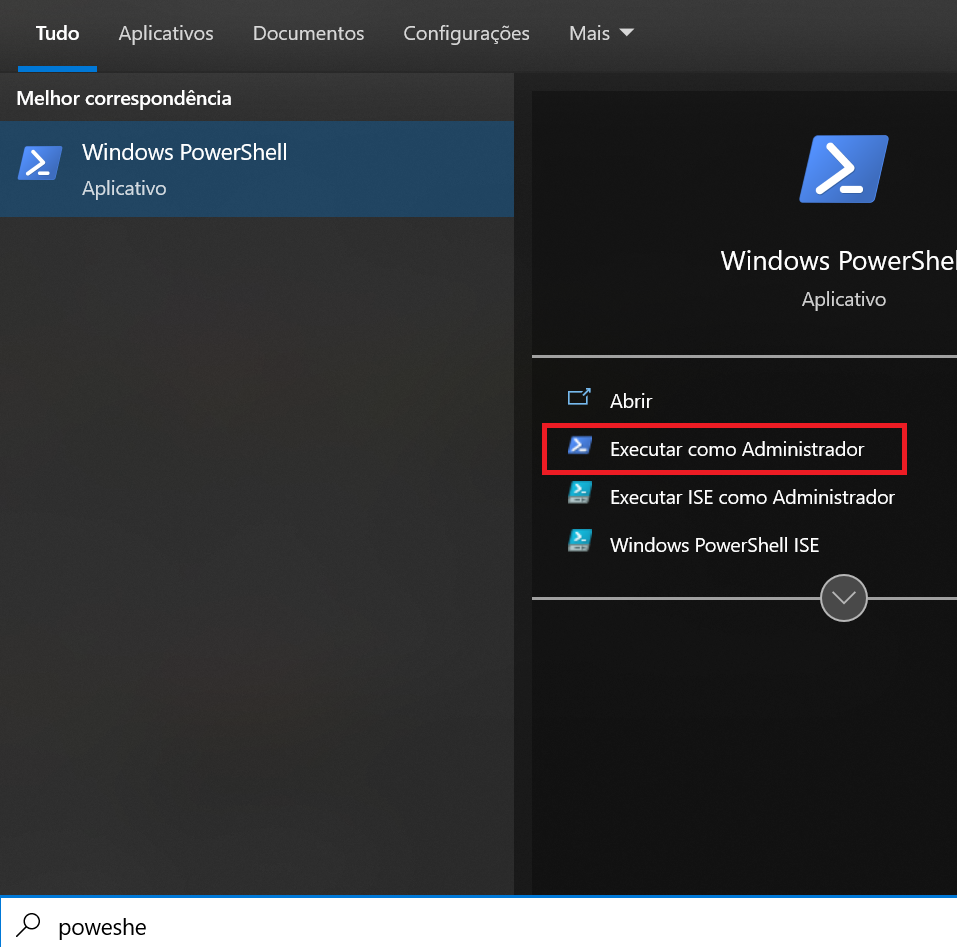 Tudo Aplicativos Documentos Configurações Mais
Melhor correspondência
Windows PowerShell
Aplicativo
Windows PowerShel
Aplicativo
Abrir
Executar como Administrador
Executar ISE como Administrador
Windows PowerShell ISE
poweshe